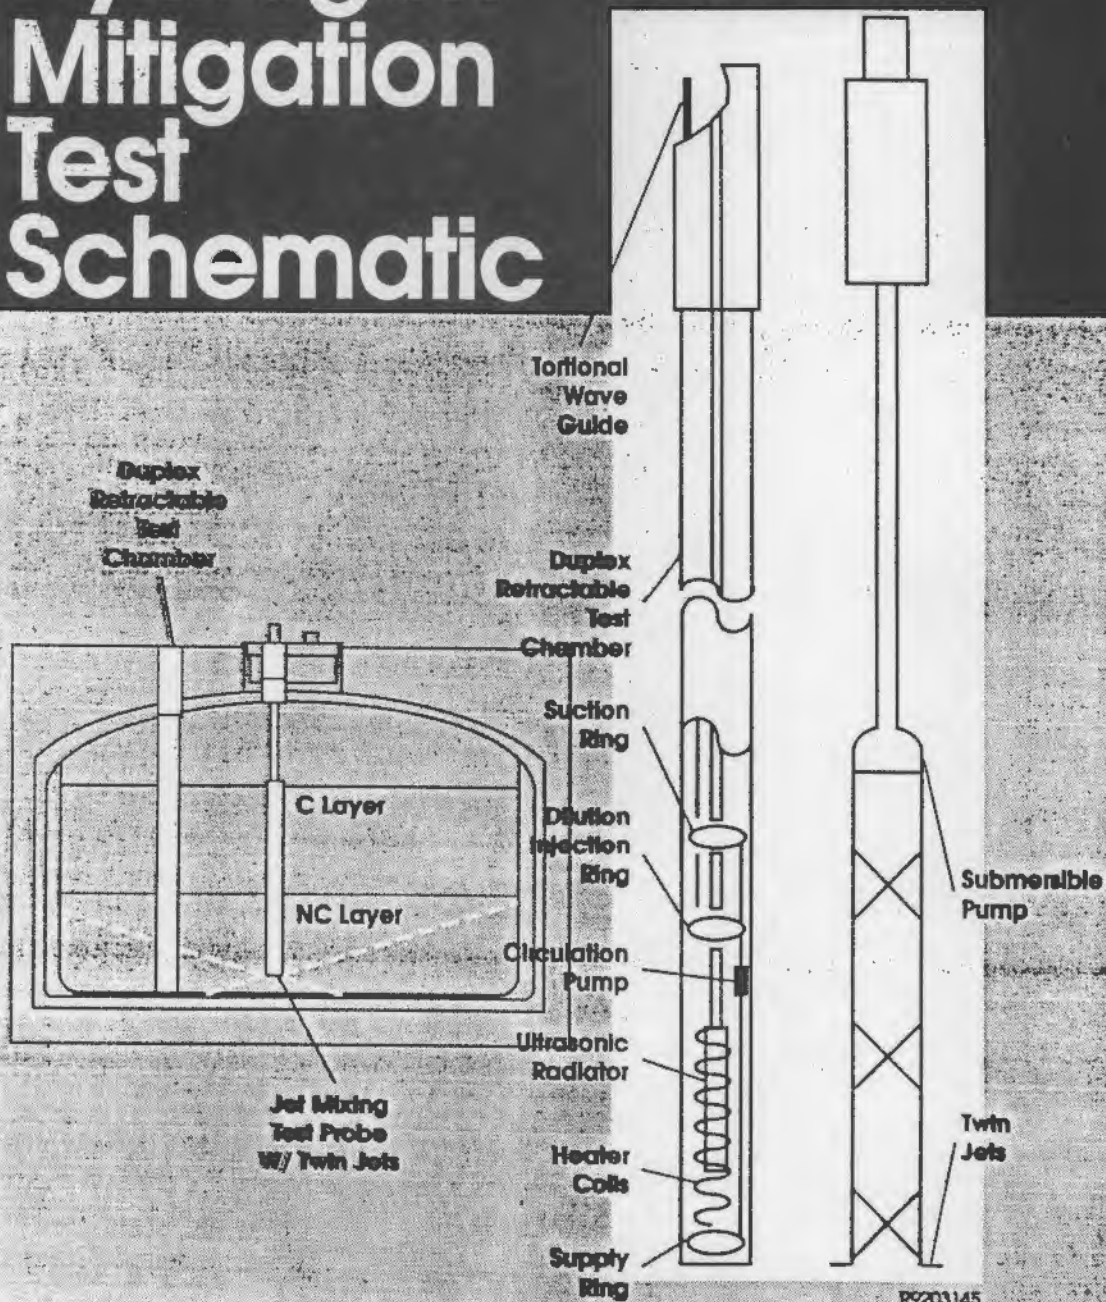 Mitigation
Test
Schematic
Tortional
Wave
Guide
Duplex
Retractable
Test
Chamber
Duplex
Retractable
Test
Chamber
Suction
Ring
C Layer
Dilution
Injection
Ring
NC Layer
Submersible
Pump
Circulation
Pump
Ultrasonic
Radiator
Jet Mixing
Test Probe
W/ Twin Jets
Heater
Coils
Twin
Jets
Supply
Ring
R9203145